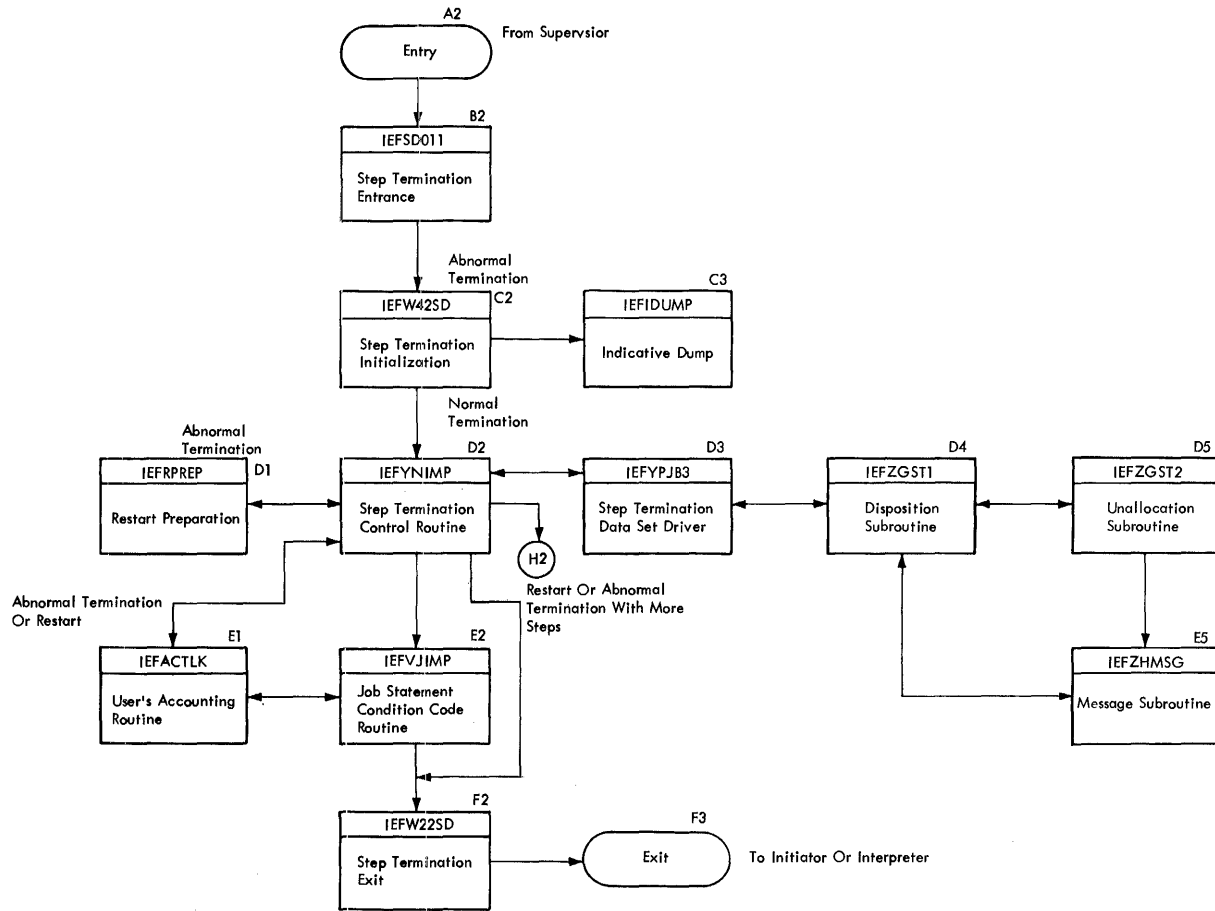 A2
From Supervsior
Entry
B2
IEFSD011
Step Termination
Entrance
Abnormal
Termination
C2
IEFW42SD
Step Termination
Initialization
C3
IEFIDUMP
Indicative Dump
Normal
Termination
Abnormal
Termination
D1
IEFRPREP
Restart Preparation
D2
IEFYNIMP
Step Termination
Control Routine
D3
IEFYPJB3
Step Termination
Data Set Driver
D4
IEFZGST1
Disposition
Subroutine
D5
IEFZGST2
Unallocation
Subroutine
H2
Restart Or Abnormal
Termination With More
Steps
Abnormal Termination
Or Restart
E1
IEFACTLK
User's Accounting
Routine
E2
IEFVJIMP
Job Statement
Condition Code
Routine
E5
IEFZHMSG
Message Subroutine
F2
IEFW22SD
Step Termination
Exit
F3
Exit
To Initiator Or Interpreter